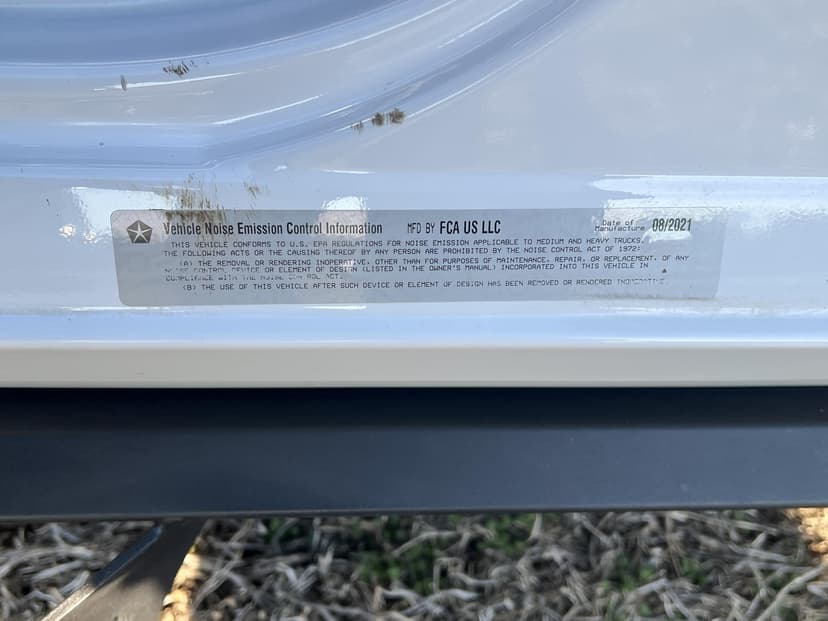 Vehicle Noise Emission Control Information MFD BY FCA US LLC Date of Manufacture 08/2021
THIS VEHICLE CONFORMS TO U.S. EPA REGULATIONS FOR NOISE EMISSION APPLICABLE TO MEDIUM AND HEAVY TRUCKS.
THE FOLLOWING ACTS OR THE CAUSING THEREOF BY ANY PERSON ARE PROHIBITED BY THE NOISE CONTROL ACT OF 1972:
(A) THE REMOVAL OR RENDERING INOPERATIVE, OTHER THAN FOR PURPOSES OF MAINTENANCE, REPAIR, OR REPLACEMENT, OF ANY
NOISE CONTROL DEVICE OR ELEMENT OF DESIGN (LISTED IN THE OWNER'S MANUAL) INCORPORATED INTO THIS VEHICLE IN
COMPLIANCE WITH THE NOISE CONTROL ACT.
(B) THE USE OF THIS VEHICLE AFTER SUCH DEVICE OR ELEMENT OF DESIGN HAS BEEN REMOVED OR RENDERED INOPERATIVE.